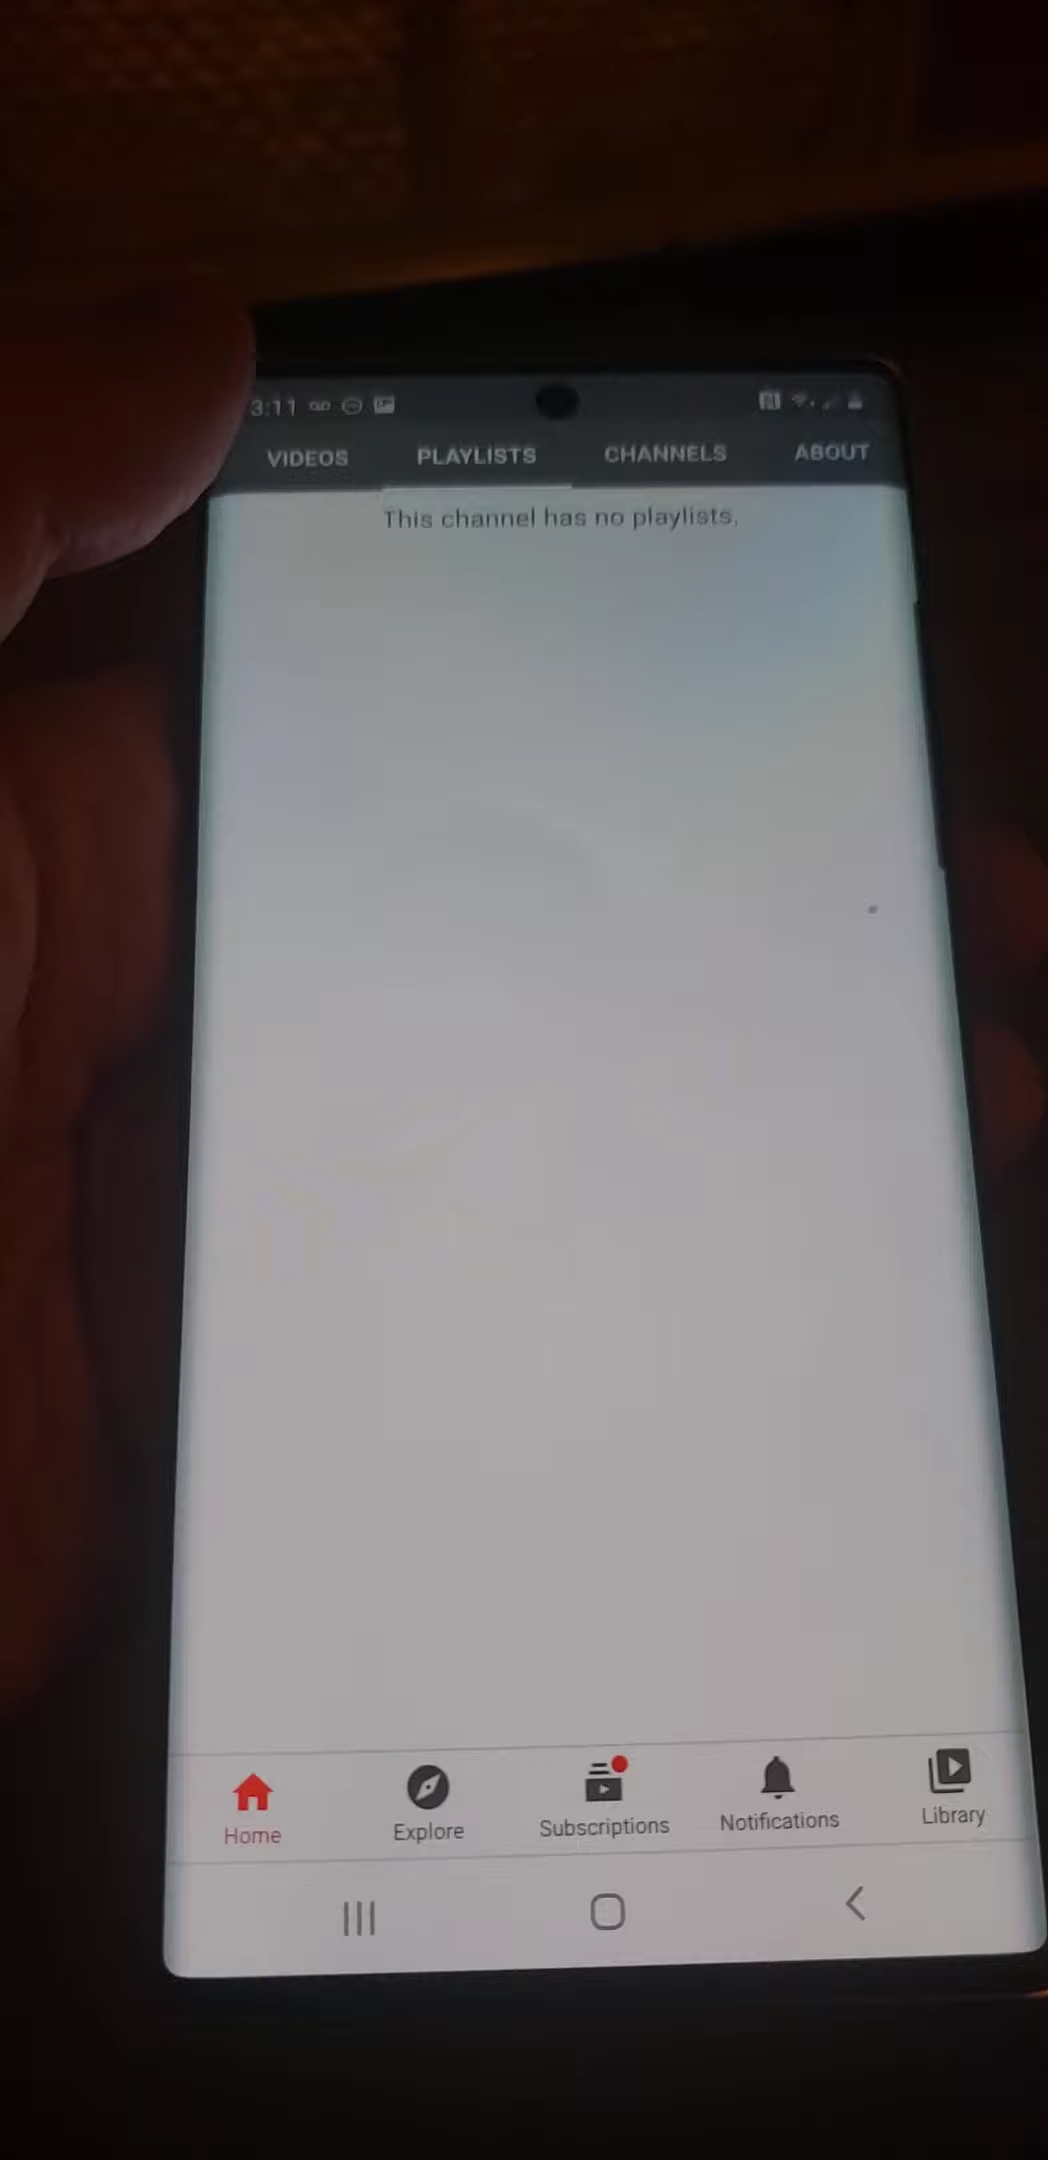 3:11
VIDEOS PLAYLISTS CHANNELS ABOUT
This channel has no playlists.
Home Explore Subscriptions Notifications Library